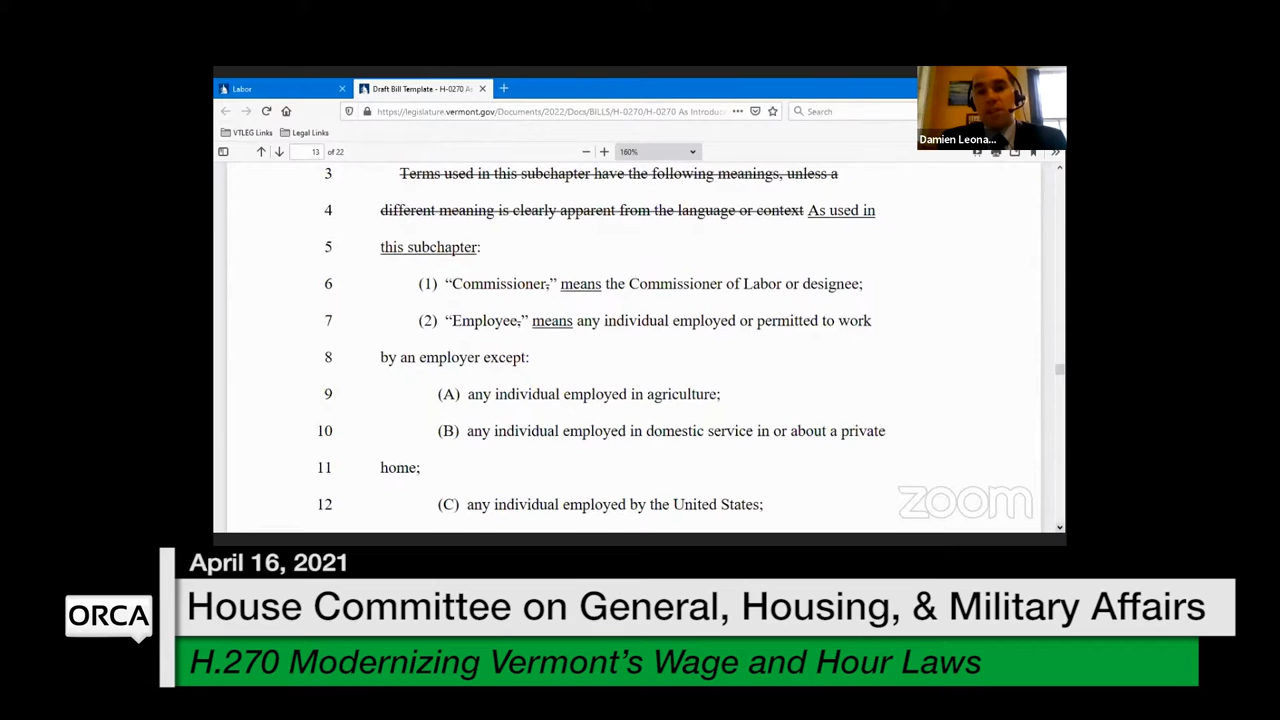 Labor
Draft Bill Template - H-0270 As
https://legislature.vermont.gov/Documents/2022/Docs/BILLS/H-0270/H-0270 As Introduc
Search
VTLEG Links
Legal Links
13 of 22
160%
Damien Leona...
3 Terms used in this subchapter have the following meanings, unless a
4 different meaning is clearly apparent from the language or context As used in
5 this subchapter:
6 (1) “Commissioner,” means the Commissioner of Labor or designee;
7 (2) “Employee,” means any individual employed or permitted to work
8 by an employer except:
9 (A) any individual employed in agriculture;
10 (B) any individual employed in domestic service in or about a private
11 home;
12 (C) any individual employed by the United States;
zoom
April 16, 2021
ORCA
House Committee on General, Housing, & Military Affairs
H.270 Modernizing Vermont’s Wage and Hour Laws